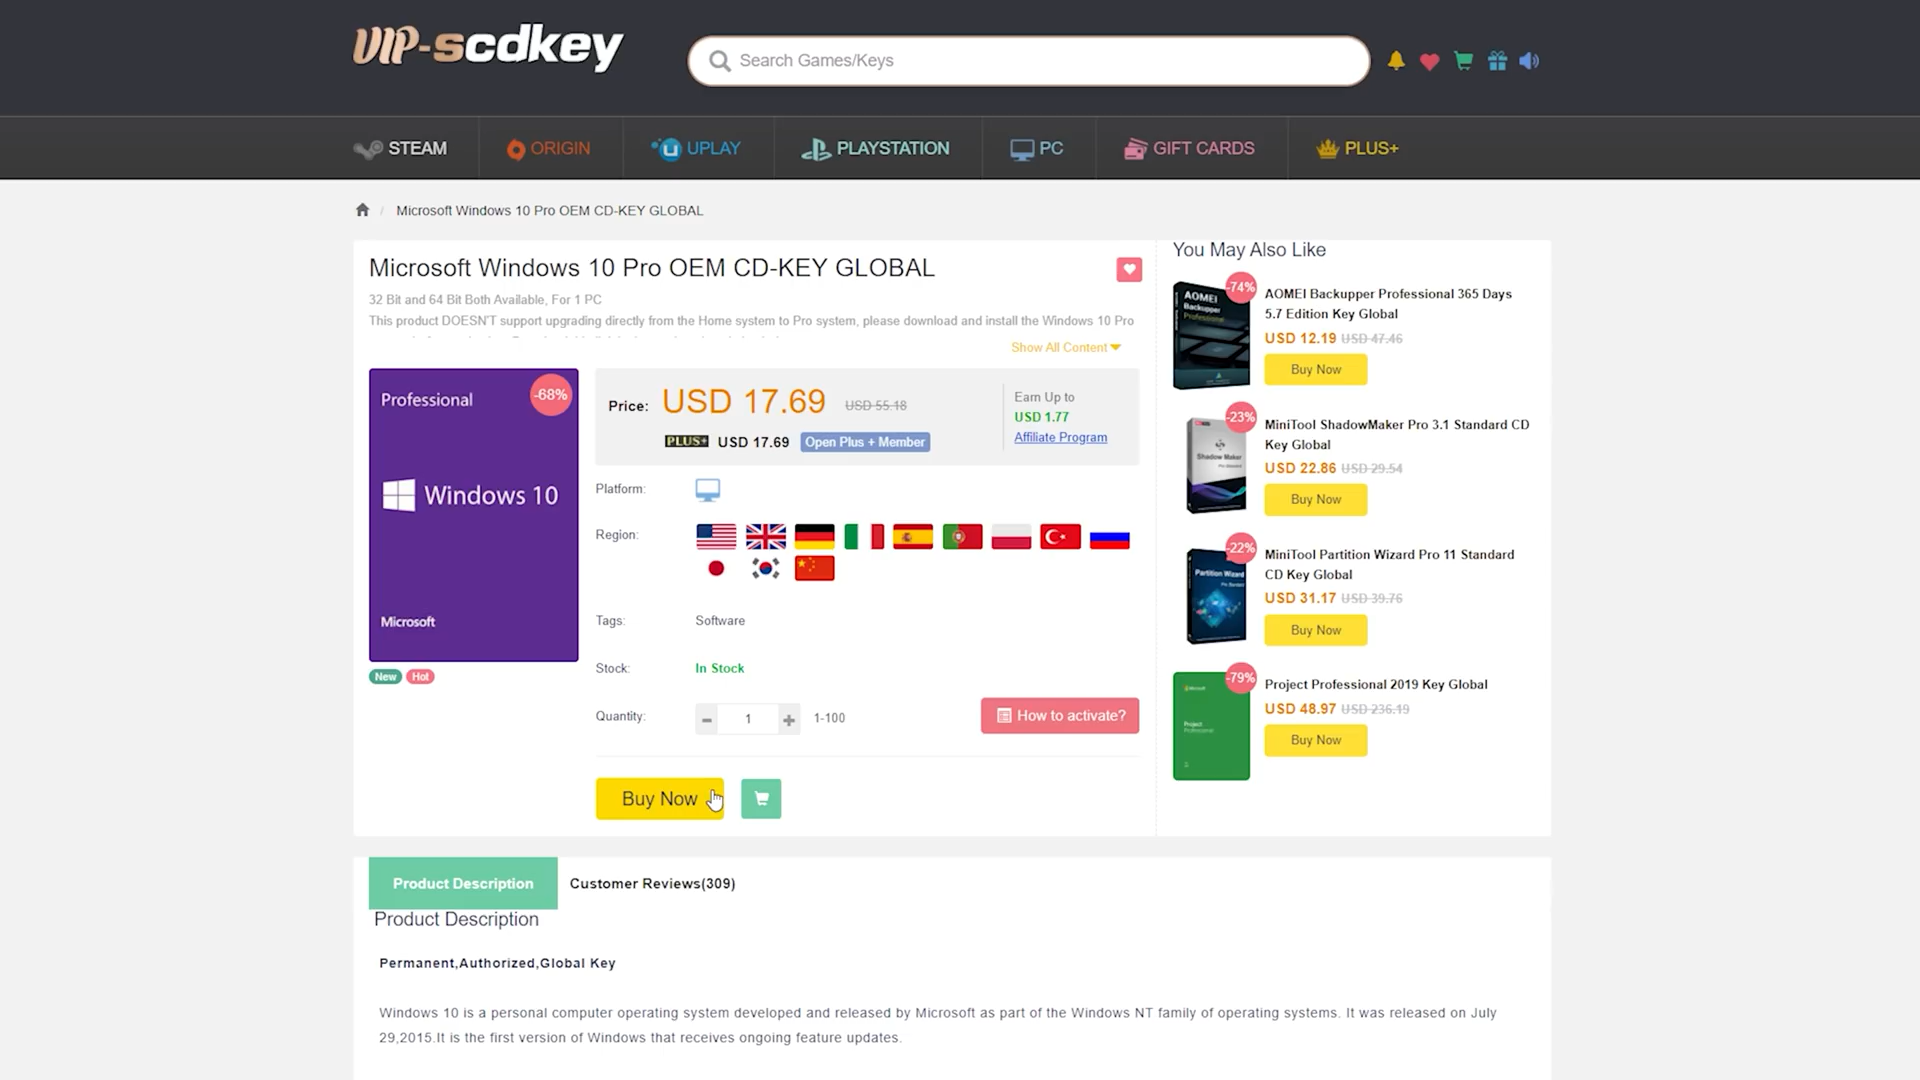 VIP-scdkey
Search Games/Keys
STEAM
ORIGIN
UPLAY
PLAYSTATION
PC
GIFT CARDS
PLUS+
/ Microsoft Windows 10 Pro OEM CD-KEY GLOBAL
Microsoft Windows 10 Pro OEM CD-KEY GLOBAL
32 Bit and 64 Bit Both Available, For 1 PC
This product DOESN'T support upgrading directly from the Home system to Pro system, please download and install the Windows 10 Pro
Show All Content
Professional
-68%
Windows 10
Microsoft
New Hot
Price: USD 17.69 USD 55.18
PLUS+ USD 17.69 Open Plus + Member
Earn Up to
USD 1.77
Affiliate Program
Platform:
Region:
Tags: Software
Stock: In Stock
Quantity: - 1 + 1-100
How to activate?
Buy Now
You May Also Like
-74%
AOMEI
Backupper
Professional
AOMEI Backupper Professional 365 Days
5.7 Edition Key Global
USD 12.19 USD 47.46
Buy Now
-23%
Shadow Maker
MiniTool ShadowMaker Pro 3.1 Standard CD
Key Global
USD 22.86 USD 29.54
Buy Now
-22%
Partition Wizard
MiniTool Partition Wizard Pro 11 Standard
CD Key Global
USD 31.17 USD 39.76
Buy Now
-79%
Project
Professional
Project Professional 2019 Key Global
USD 48.97 USD 236.19
Buy Now
Product Description
Customer Reviews(309)
Product Description
Permanent,Authorized,Global Key
Windows 10 is a personal computer operating system developed and released by Microsoft as part of the Windows NT family of operating systems. It was released on July
29,2015.It is the first version of Windows that receives ongoing feature updates.